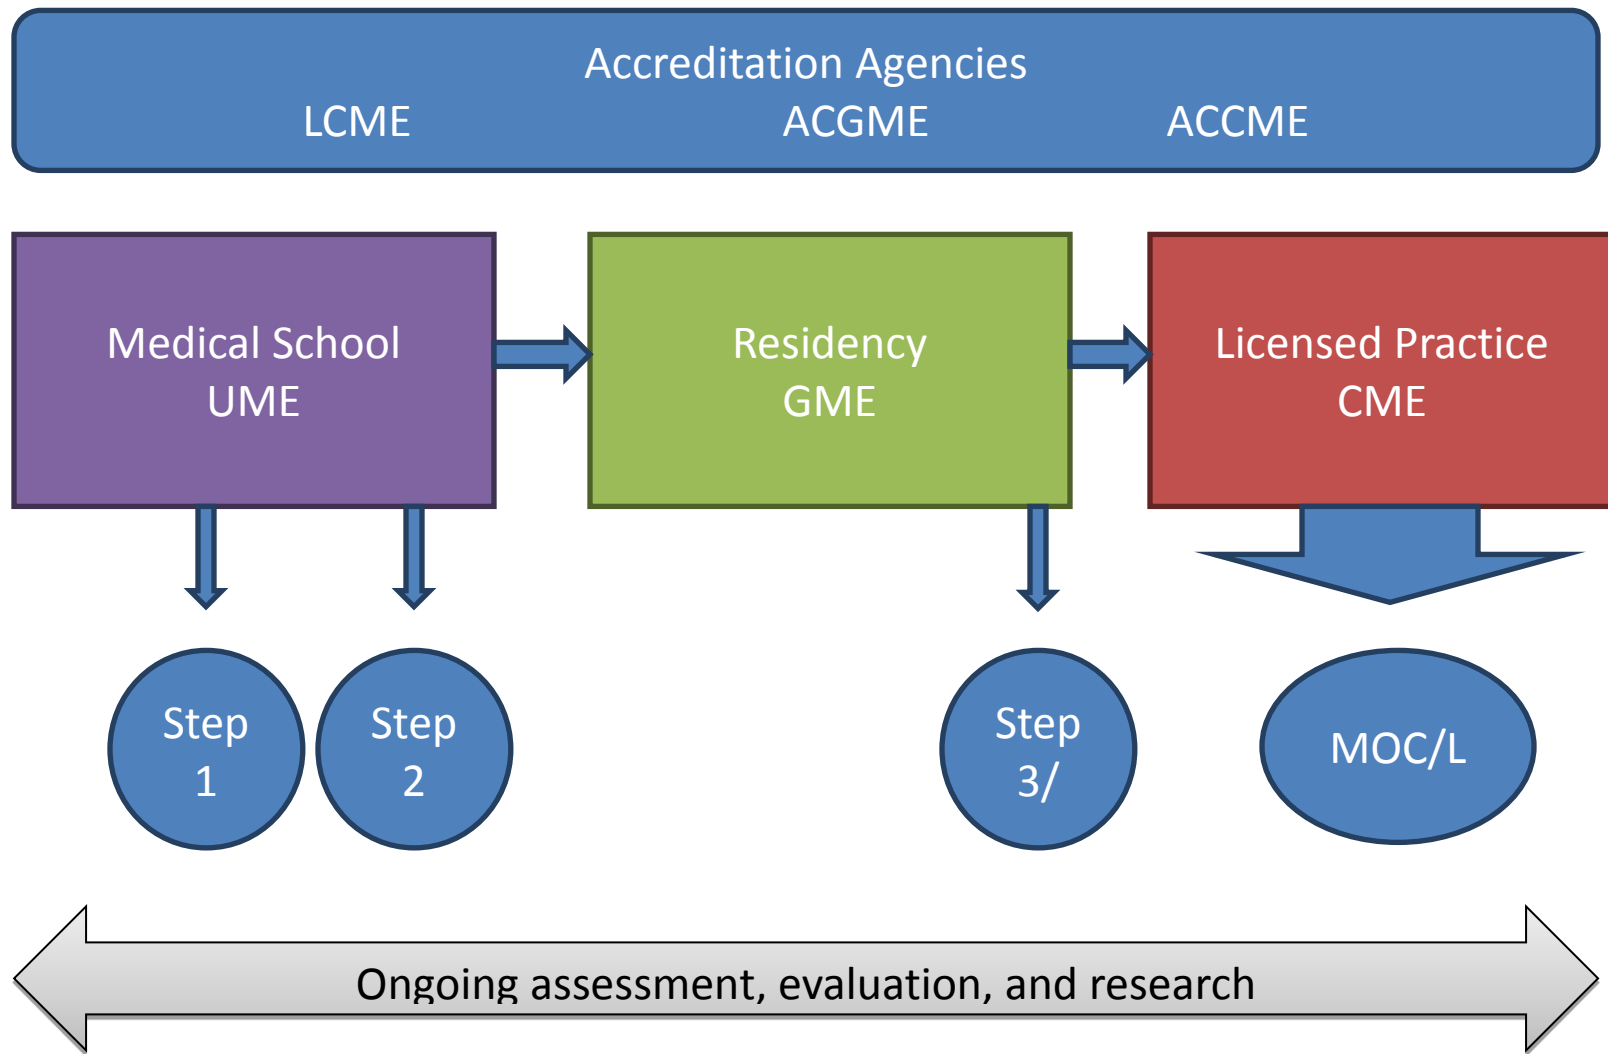 Accreditation Agencies
LCME ACGME ACCME
Medical School
UME
Residency
GME
Licensed Practice
CME
Step
1
Step
2
Step
3/
MOC/L
Ongoing assessment, evaluation, and research